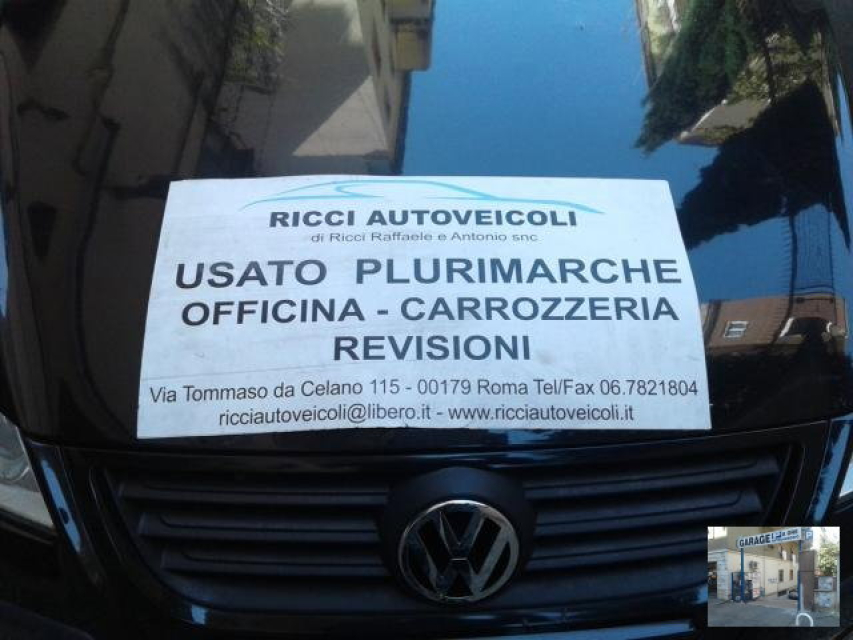 RICCI AUTOVEICOLI
di Ricci Raffaele e Antonio snc
USATO PLURIMARCHE
OFFICINA - CARROZZERIA
REVISIONI
Via Tommaso da Celano 115 - 00179 Roma Tel/Fax 06.7821804
ricciautoveicoli@libero.it - www.ricciautoveicoli.it
GARAGE